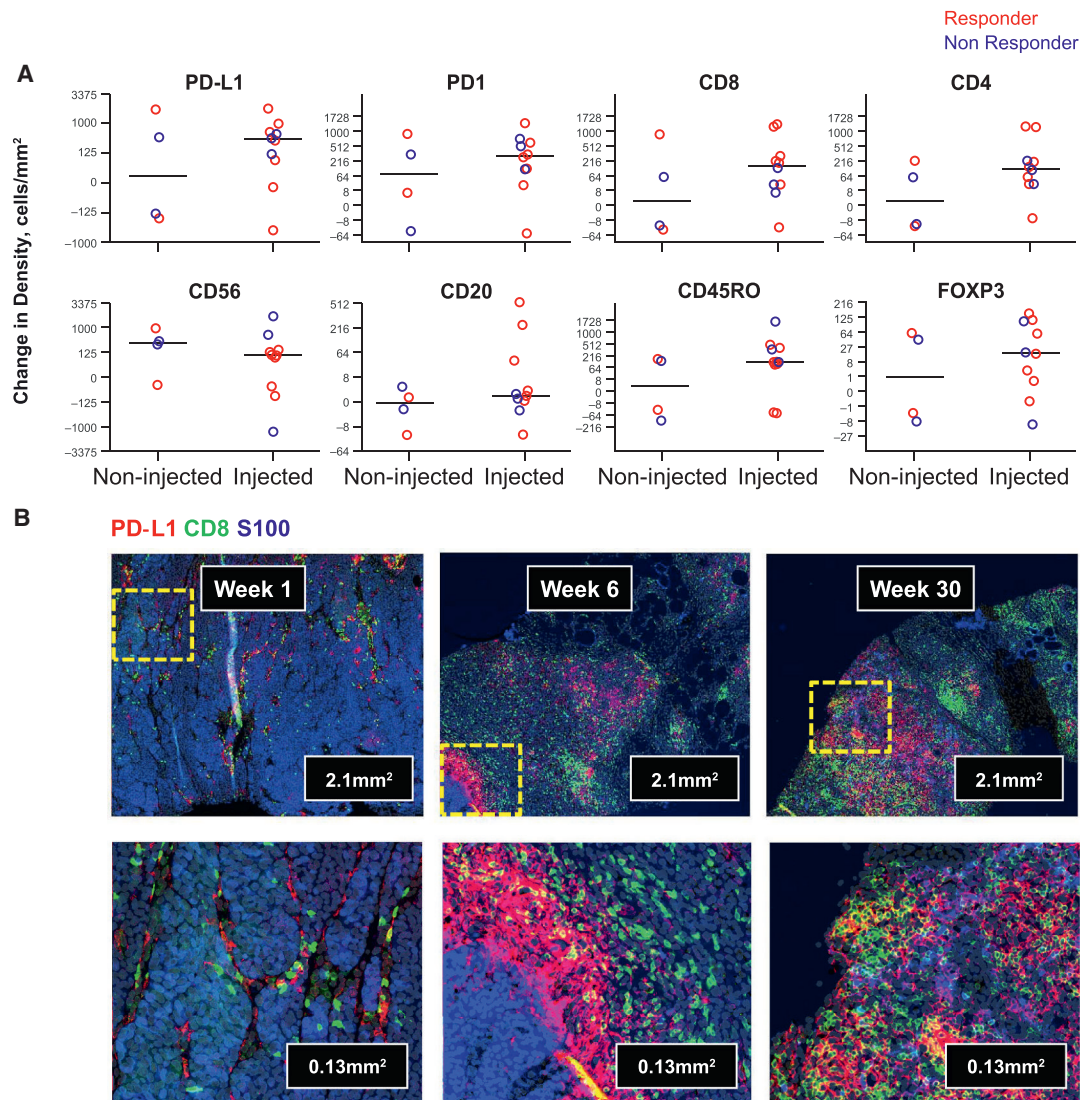 Responder
Non Responder
A
Change in Density, cells/mm²
PD-L1
3375
1000
125
0
−125
−1000
PD1
1728
1000
512
216
64
8
0
−8
−64
CD8
1728
1000
512
216
64
8
0
−8
−64
CD4
1728
1000
512
216
64
8
0
−8
−64
CD56
3375
1000
125
0
−125
−1000
−3375
Non-injected Injected
CD20
512
216
64
8
0
−8
−64
Non-injected Injected
CD45RO
1728
1000
512
216
64
8
0
−8
−64
−216
Non-injected Injected
FOXP3
216
125
64
27
8
1
0
−1
−8
−27
Non-injected Injected
B
PD-L1 CD8 S100
Week 1
2.1mm²
Week 6
2.1mm²
Week 30
2.1mm²
0.13mm²
0.13mm²
0.13mm²